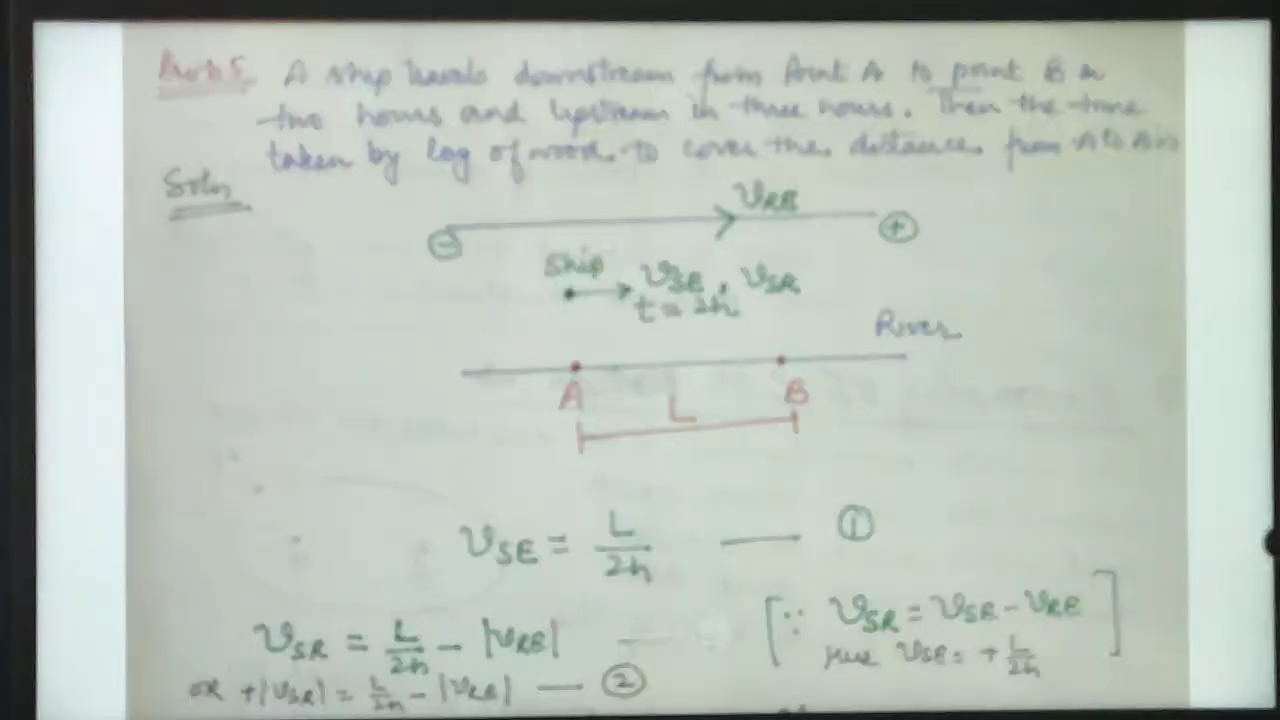 Prob 5. A ship travels downstream from Point A to point B in
two hours and Upstream in three hours. Then the time
taken by log of wood to cover the distance from A to B is
Soln
VRE
⊖ ⊕
Ship
VSE, VSR
t = 2h
River
A B
L
VSE = L/2h — ①
VSR = L/2h - |VRE| [∵ VSR = VSE - VRE
here VSE = + L/2h]
or +|VSR| = L/2h - |VRE| — ②